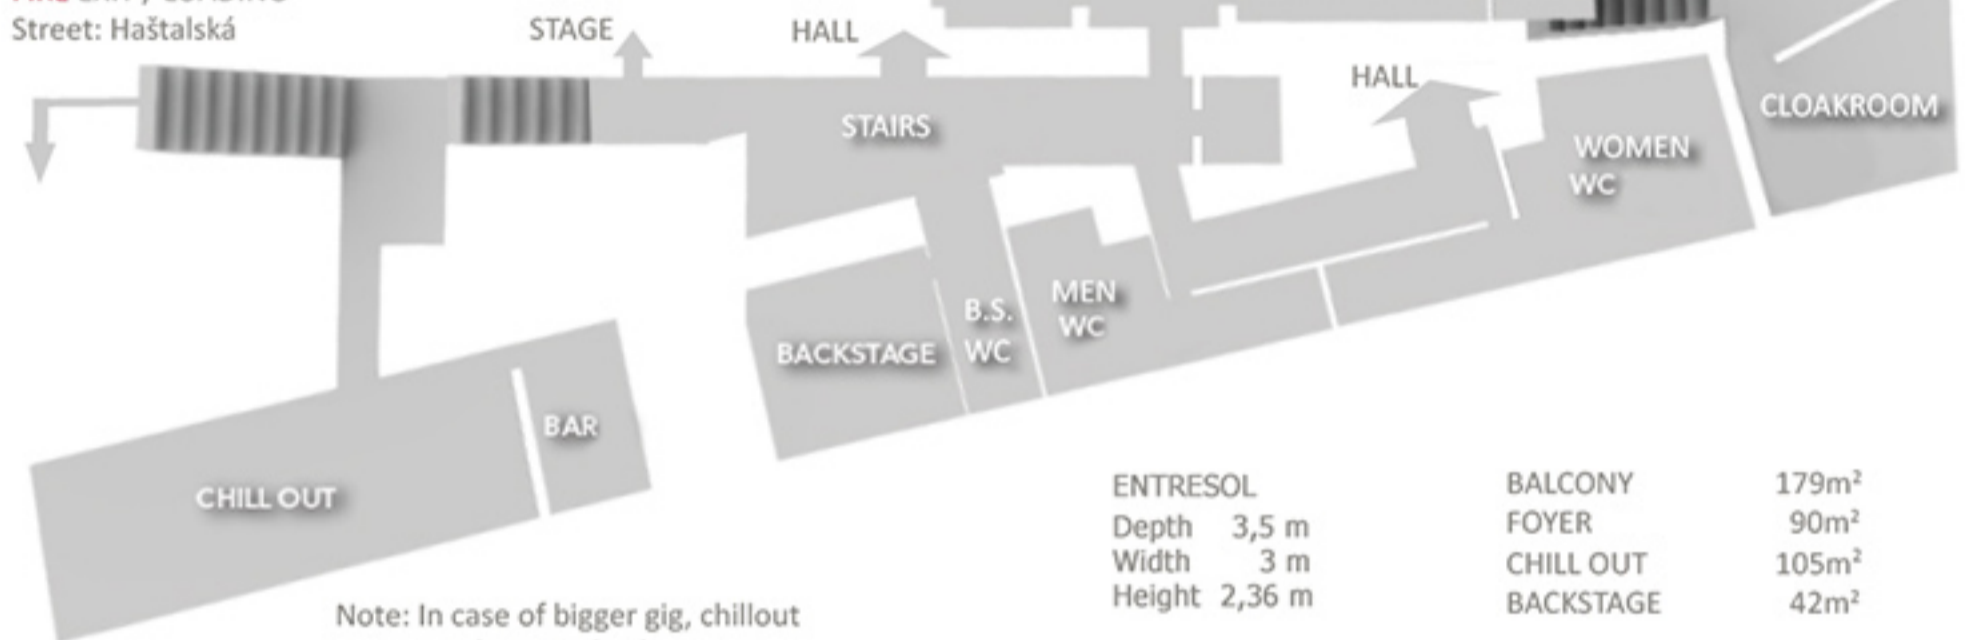 Street: Haštalská
STAGE
HALL
HALL
STAIRS
CLOAKROOM
WOMEN
WC
MEN
WC
B.S.
WC
BACKSTAGE
BAR
CHILL OUT
ENTRESOL
Depth 3,5 m
Width 3 m
Height 2,36 m
BALCONY 179m²
FOYER 90m²
CHILL OUT 105m²
BACKSTAGE 42m²
Note: In case of bigger gig, chillout